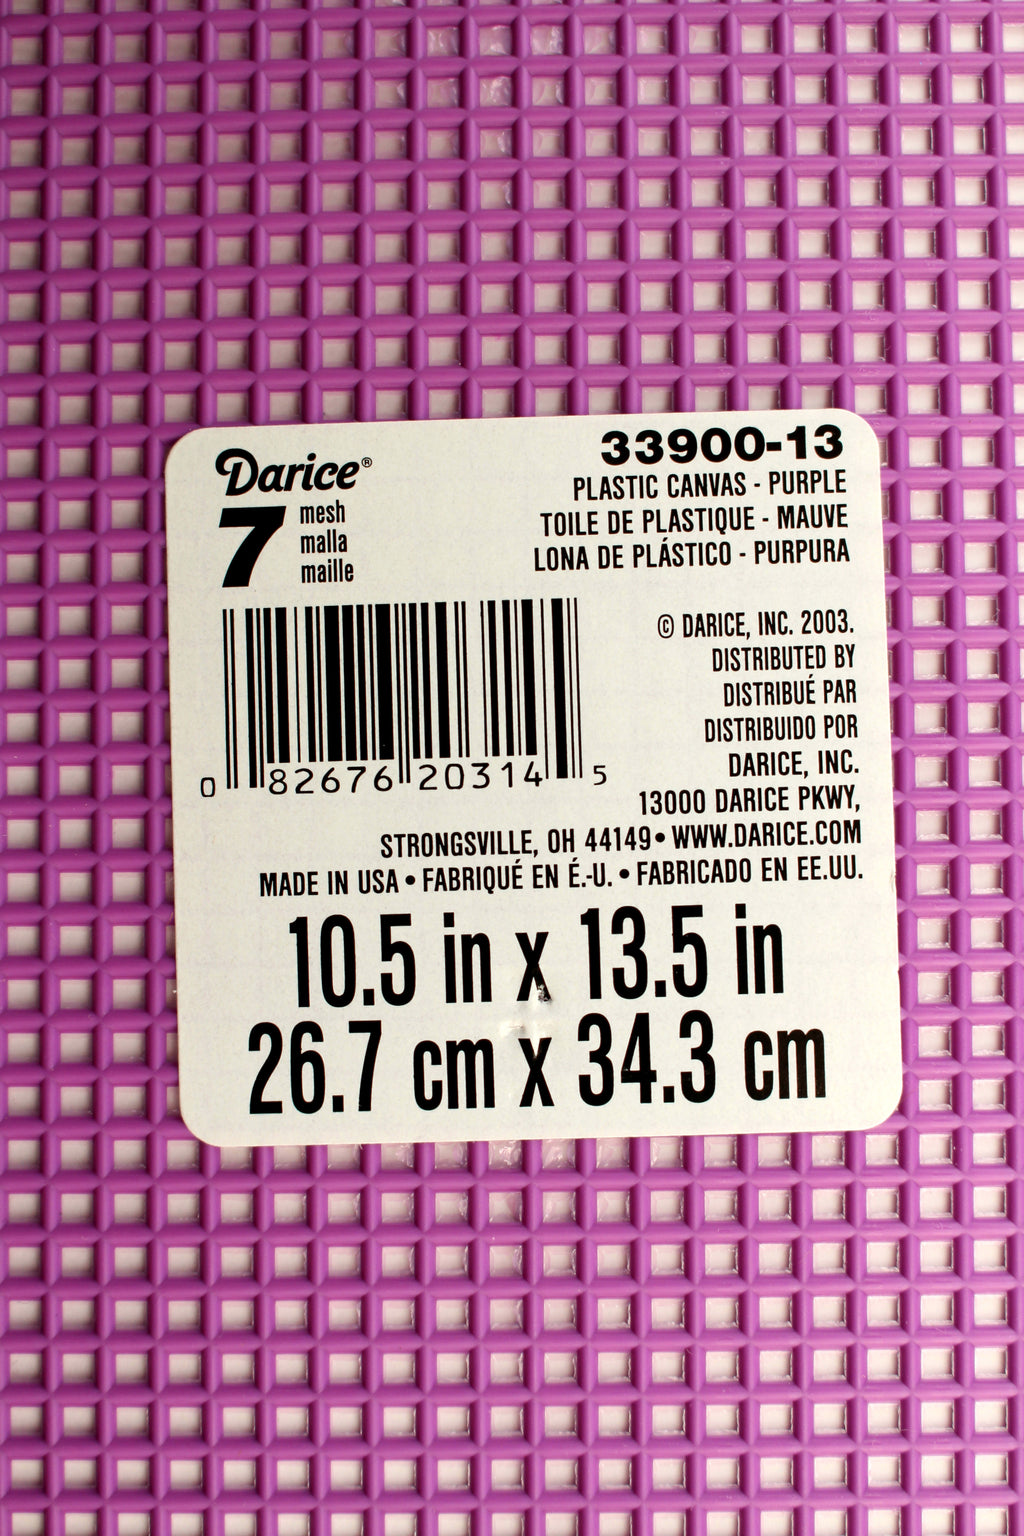 Darice®
7 mesh
malla
maille
33900-13
PLASTIC CANVAS - PURPLE
TOILE DE PLASTIQUE - MAUVE
LONA DE PLÁSTICO - PURPURA
© DARICE, INC. 2003.
DISTRIBUTED BY
DISTRIBUÉ PAR
DISTRIBUIDO POR
DARICE, INC.
13000 DARICE PKWY,
STRONGSVILLE, OH 44149 • WWW.DARICE.COM
MADE IN USA • FABRIQUÉ EN É.-U. • FABRICADO EN EE.UU.
0 82676 20314 5
10.5 in x 13.5 in
26.7 cm x 34.3 cm